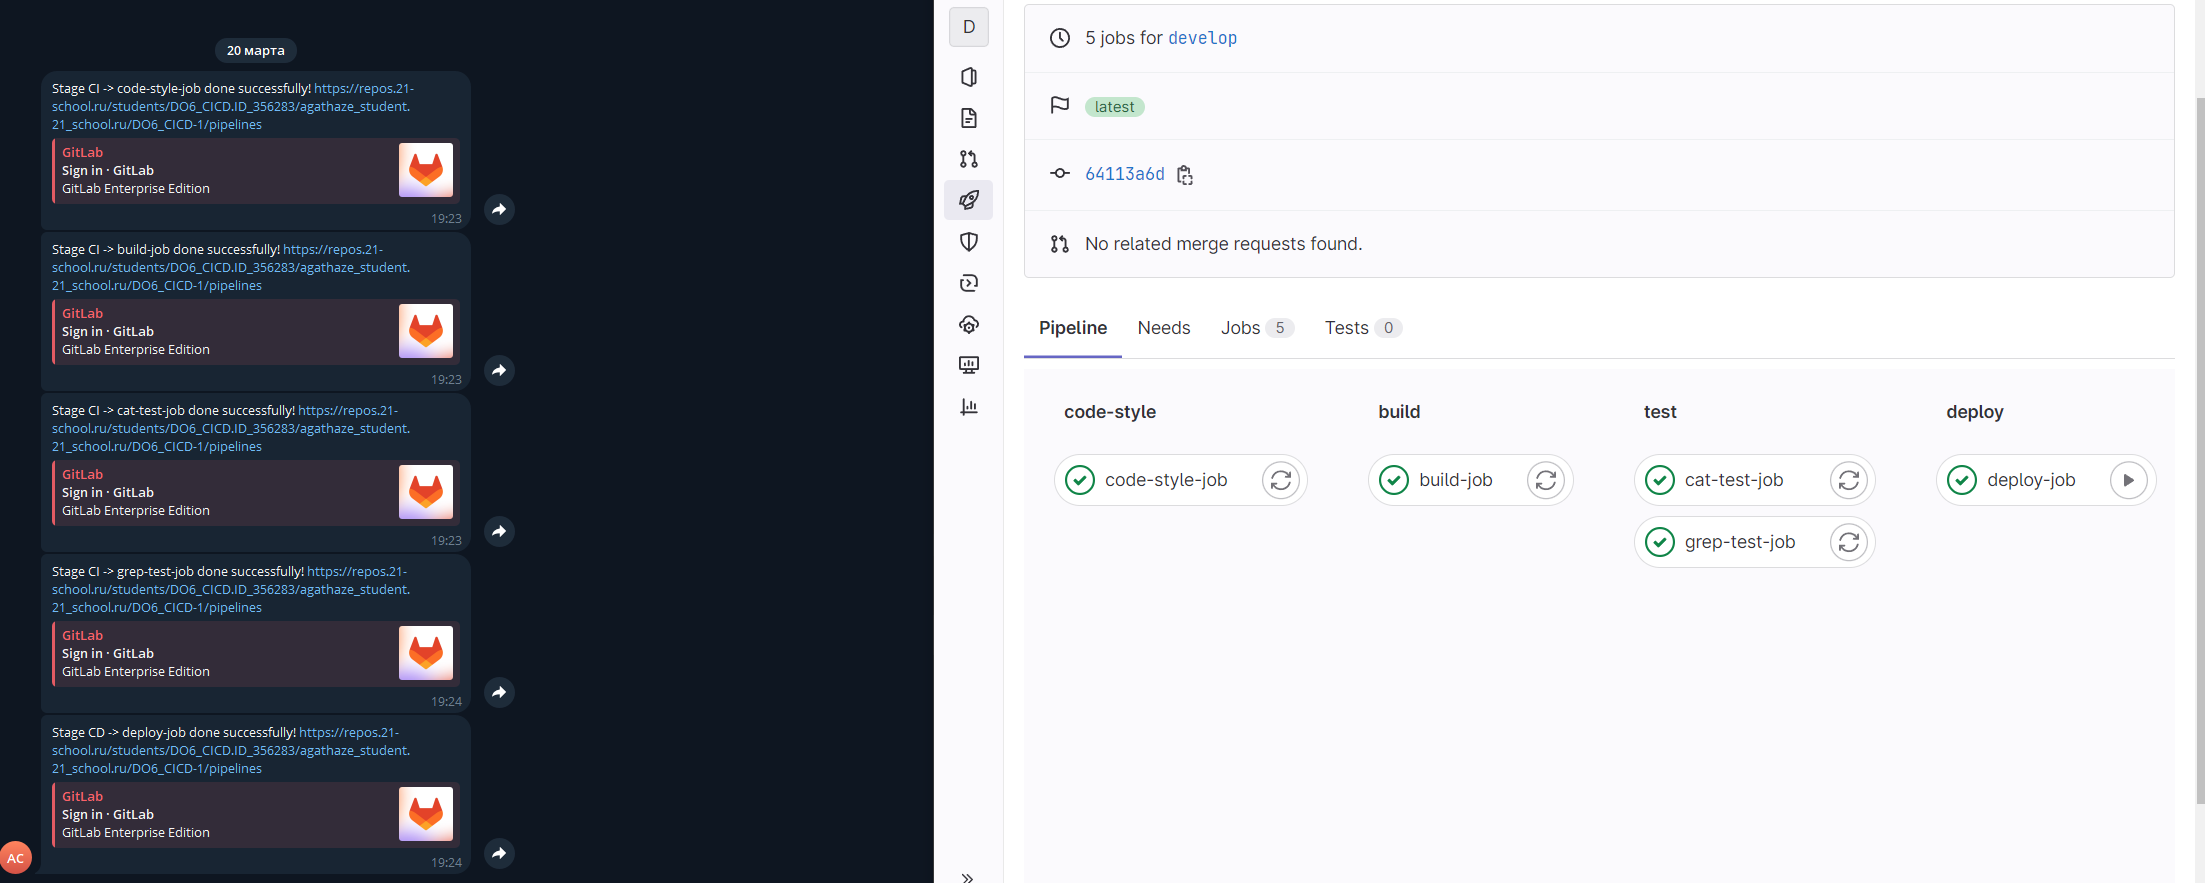 20 марта
Stage CI -> code-style-job done successfully! https://repos.21-
school.ru/students/DO6_CICD.ID_356283/agathaze_student.
21_school.ru/DO6_CICD-1/pipelines
GitLab
Sign in · GitLab
GitLab Enterprise Edition
19:23
Stage CI -> build-job done successfully! https://repos.21-
school.ru/students/DO6_CICD.ID_356283/agathaze_student.
21_school.ru/DO6_CICD-1/pipelines
GitLab
Sign in · GitLab
GitLab Enterprise Edition
19:23
Stage CI -> cat-test-job done successfully! https://repos.21-
school.ru/students/DO6_CICD.ID_356283/agathaze_student.
21_school.ru/DO6_CICD-1/pipelines
GitLab
Sign in · GitLab
GitLab Enterprise Edition
19:23
Stage CI -> grep-test-job done successfully! https://repos.21-
school.ru/students/DO6_CICD.ID_356283/agathaze_student.
21_school.ru/DO6_CICD-1/pipelines
GitLab
Sign in · GitLab
GitLab Enterprise Edition
19:24
Stage CD -> deploy-job done successfully! https://repos.21-
school.ru/students/DO6_CICD.ID_356283/agathaze_student.
21_school.ru/DO6_CICD-1/pipelines
GitLab
Sign in · GitLab
GitLab Enterprise Edition
19:24
AC
D
5 jobs for develop
latest
64113a6d
No related merge requests found.
Pipeline Needs Jobs 5 Tests 0
code-style build test deploy
code-style-job build-job cat-test-job deploy-job
grep-test-job